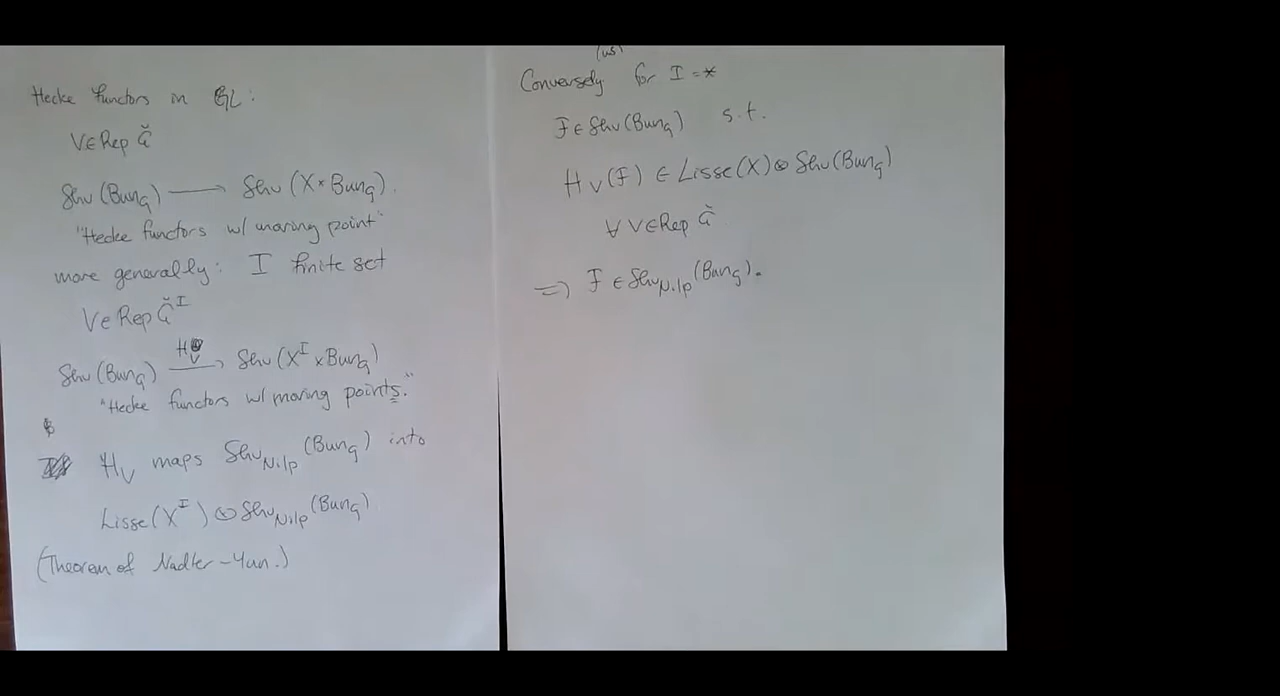 Hecke functors in GL:
V ∈ Rep Ǧ
Shv(Bun_G) ⟶ Shv(X × Bun_G).
"Hecke functors w/ moving point"
more generally: I finite set
V ∈ Rep Ǧ^I
Shv(Bun_G) ⟶^{H_V} Shv(X^I × Bun_G)
"Hecke functors w/ moving points."
H_V maps Shv_Nilp(Bun_G) into
Lisse(X^I) ⊗ Shv_Nilp(Bun_G)
(Theorem of Nadler-Yun.)
(us)
Conversely for I = *
F ∈ Shv(Bun_G) s.t.
H_V(F) ∈ Lisse(X) ⊗ Shv(Bun_G)
∀ V ∈ Rep Ǧ
⇒ F ∈ Shv_Nilp(Bun_G).